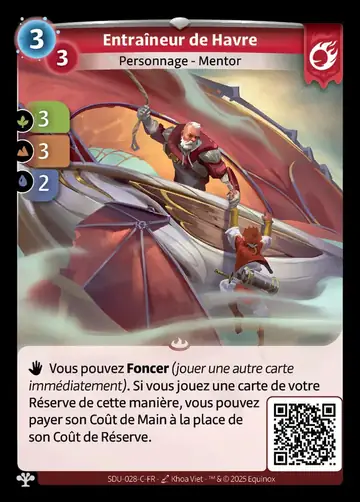 3
Entraîneur de Havre
3
Personnage - Mentor
3
3
2
Vous pouvez Foncer (jouer une autre carte
immédiatement). Si vous jouez une carte de votre
Réserve de cette manière, vous pouvez
payer son Coût de Main à la place de
son Coût de Réserve.
SDU-028-C-FR - Khoa Viet - ™ & © 2025 Equinox